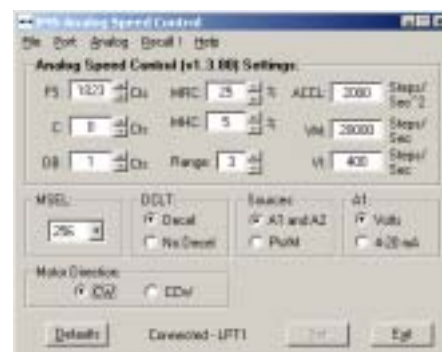 Analog Speed Control
File Port Analog Recall ! Help
Analog Speed Control (v1.3.00) Settings:
FS 1023 Cts MRC 25 % ACCL 2000 Steps/Sec^2
C 0 Cts MHC 5 % VM 20000 Steps/Sec
DB 1 Cts Range 3 VI 400 Steps/Sec
MSEL: DCLT: Sources: A1:
256 Decel A1 and A2 Volts
No Decel PWM 4-20 mA
Motor Direction:
CW CCW
Defaults Connected - LPT1 Set Exit